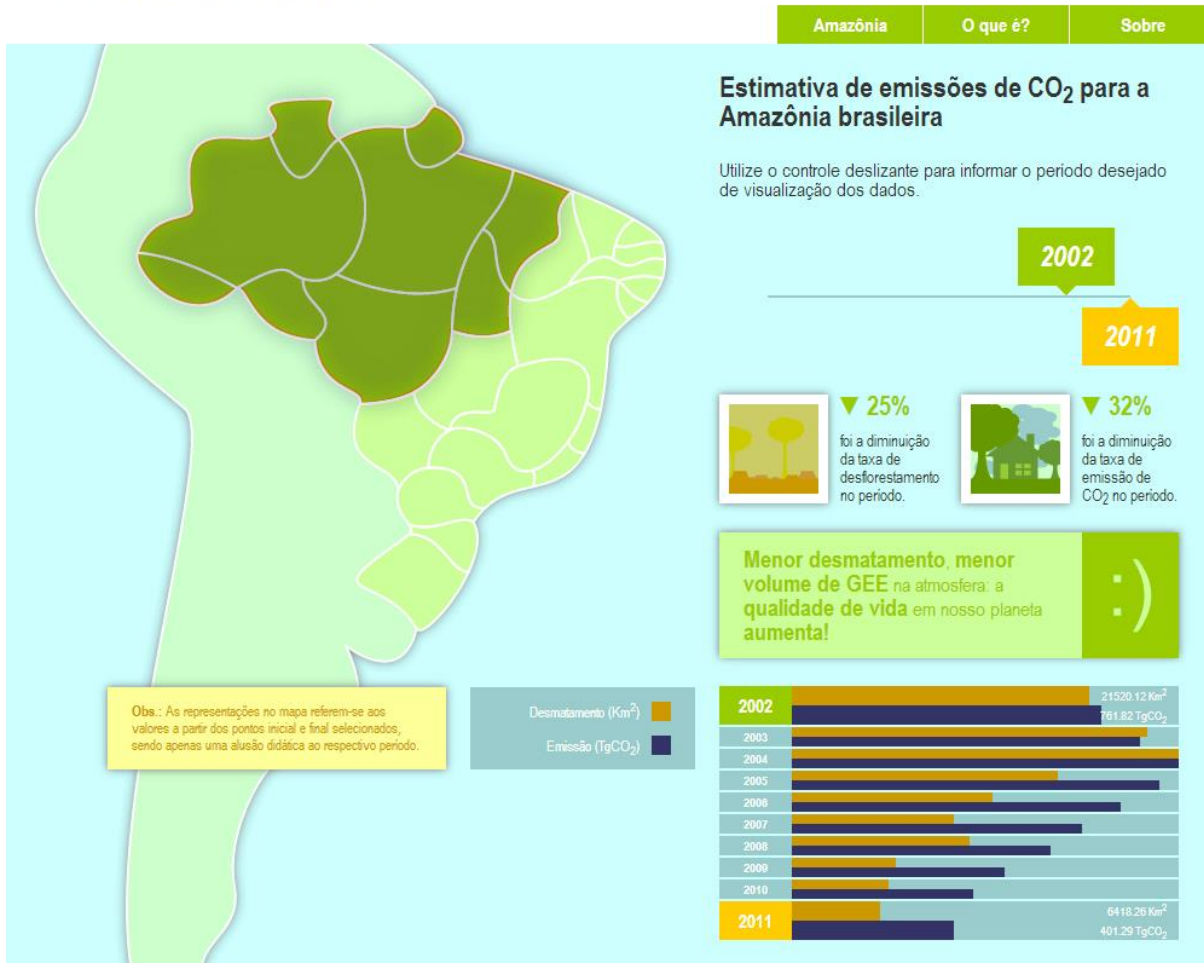 Amazônia
O que é?
Sobre
Estimativa de emissões de CO2 para a
Amazônia brasileira
Utilize o controle deslizante para informar o período desejado
de visualização dos dados.
2002
2011
▼ 25%
foi a diminuição
da taxa de
desflorestamento
no período.
▼ 32%
foi a diminuição
da taxa de
emissão de
CO2 no período.
Menor desmatamento, menor
volume de GEE na atmosfera: a
qualidade de vida em nosso planeta
aumenta!
:)
Obs.: As representações no mapa referem-se aos
valores a partir dos pontos inicial e final selecionados,
sendo apenas uma alusão didática ao respectivo período.
Desmatamento (Km2)
Emissão (TgCO2)
2002
21520.12 Km2
761.82 TgCO2
2003
2004
2005
2006
2007
2008
2009
2010
2011
6418.26 Km2
401.29 TgCO2